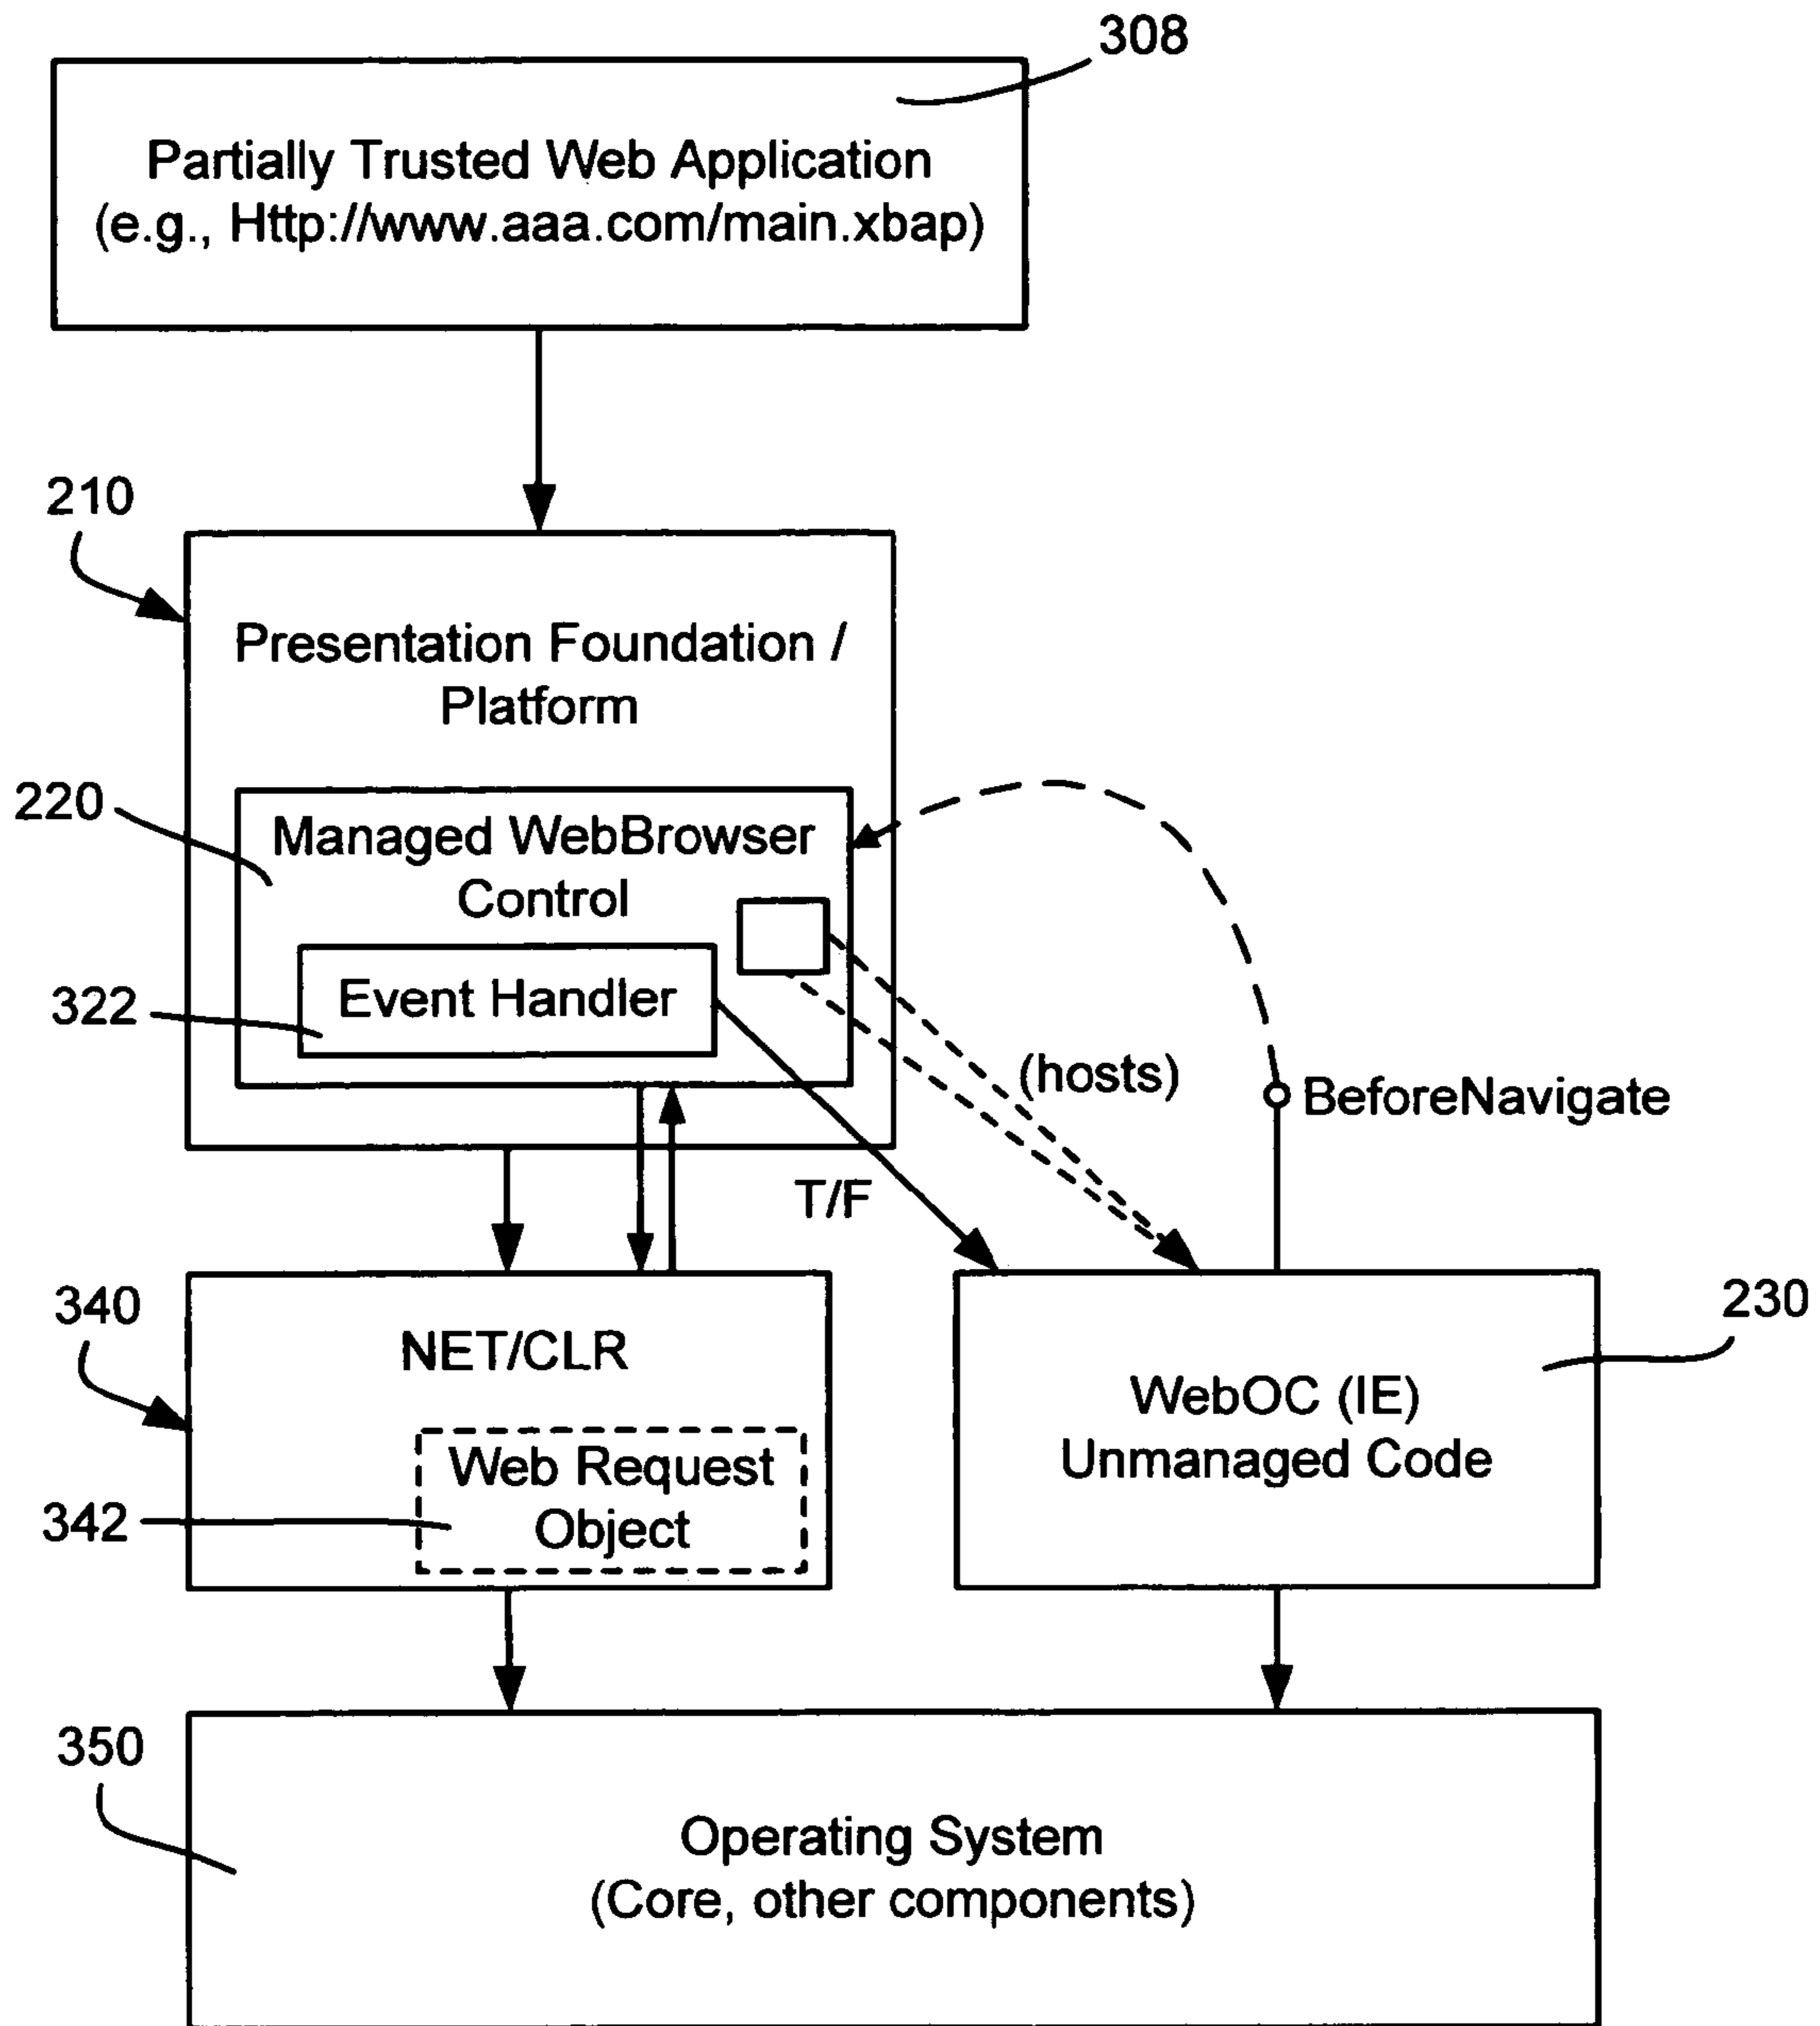 308
Partially Trusted Web Application
(e.g., Http://www.aaa.com/main.xbap)
210
Presentation Foundation /
Platform
220
Managed WebBrowser
Control
322
Event Handler
(hosts)
BeforeNavigate
T/F
340
NET/CLR
230
WebOC (IE)
Unmanaged Code
Web Request
Object
342
350
Operating System
(Core, other components)